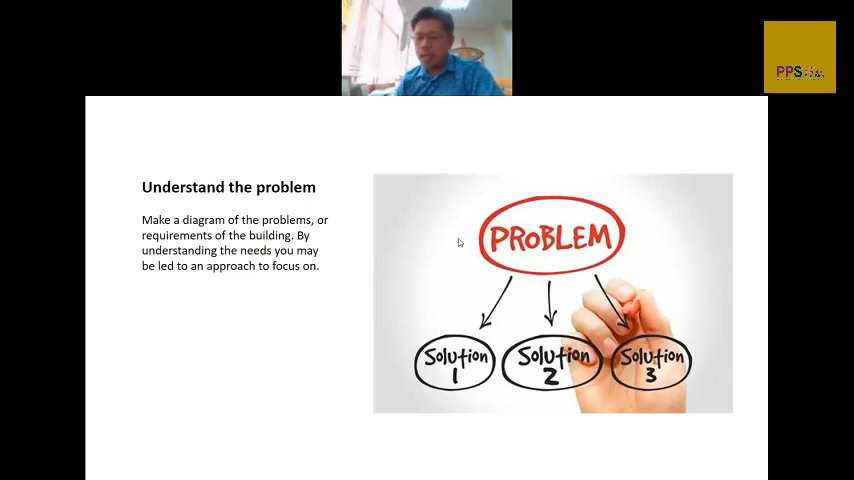 Understand the problem
Make a diagram of the problems, or
requirements of the building. By
understanding the needs you may
be led to an approach to focus on.
PROBLEM
Solution
1
Solution
2
Solution
3